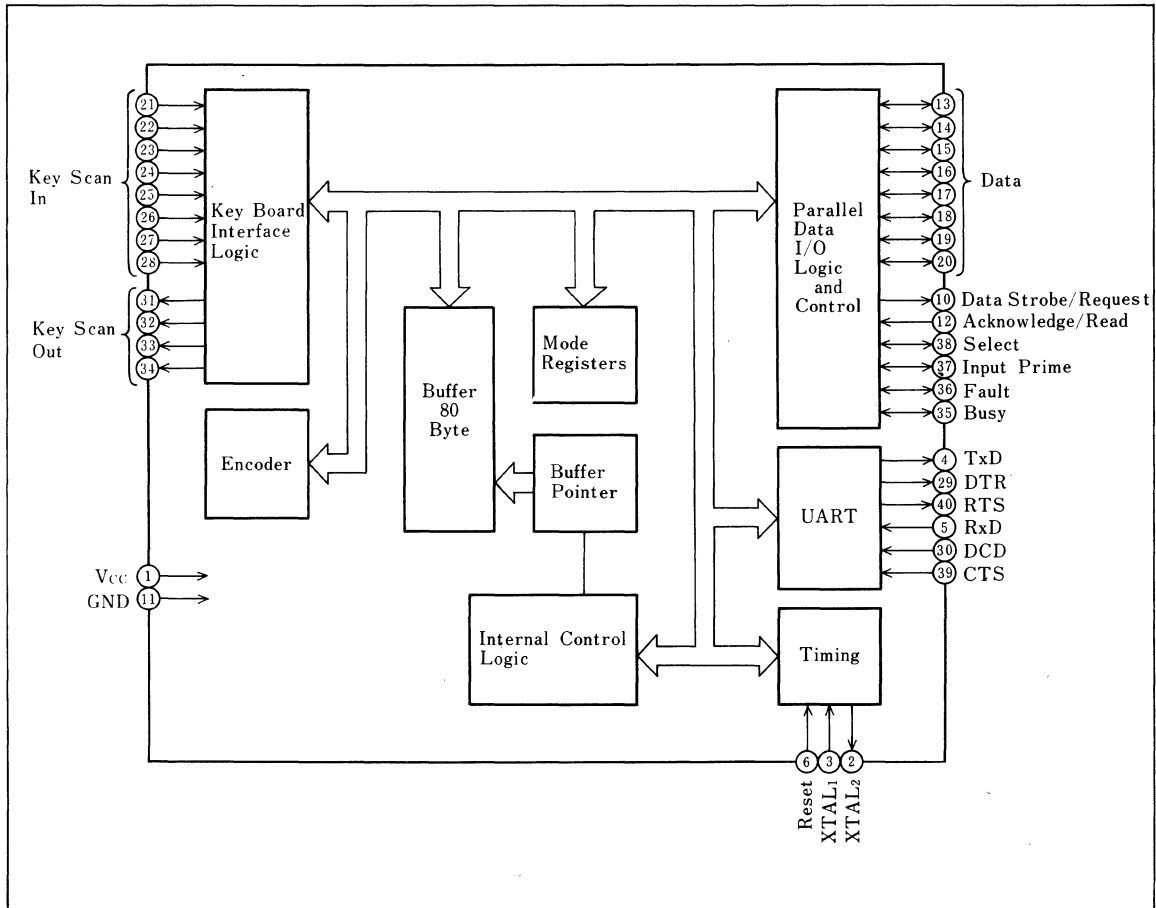 21
22
23
24
25
26
27
28
Key Scan
In
31
32
33
34
Key Scan
Out
Key Board
Interface
Logic
Encoder
Vcc 1
GND 11
Buffer
80
Byte
Mode
Registers
Buffer
Pointer
Internal Control
Logic
Parallel
Data
I/O
Logic
and
Control
UART
Timing
13
14
15
16
17
18
19
20
Data
10 Data Strobe/Request
12 Acknowledge/Read
38 Select
37 Input Prime
36 Fault
35 Busy
4 TxD
29 DTR
40 RTS
5 RxD
30 DCD
39 CTS
6 Reset
3 XTAL1
2 XTAL2